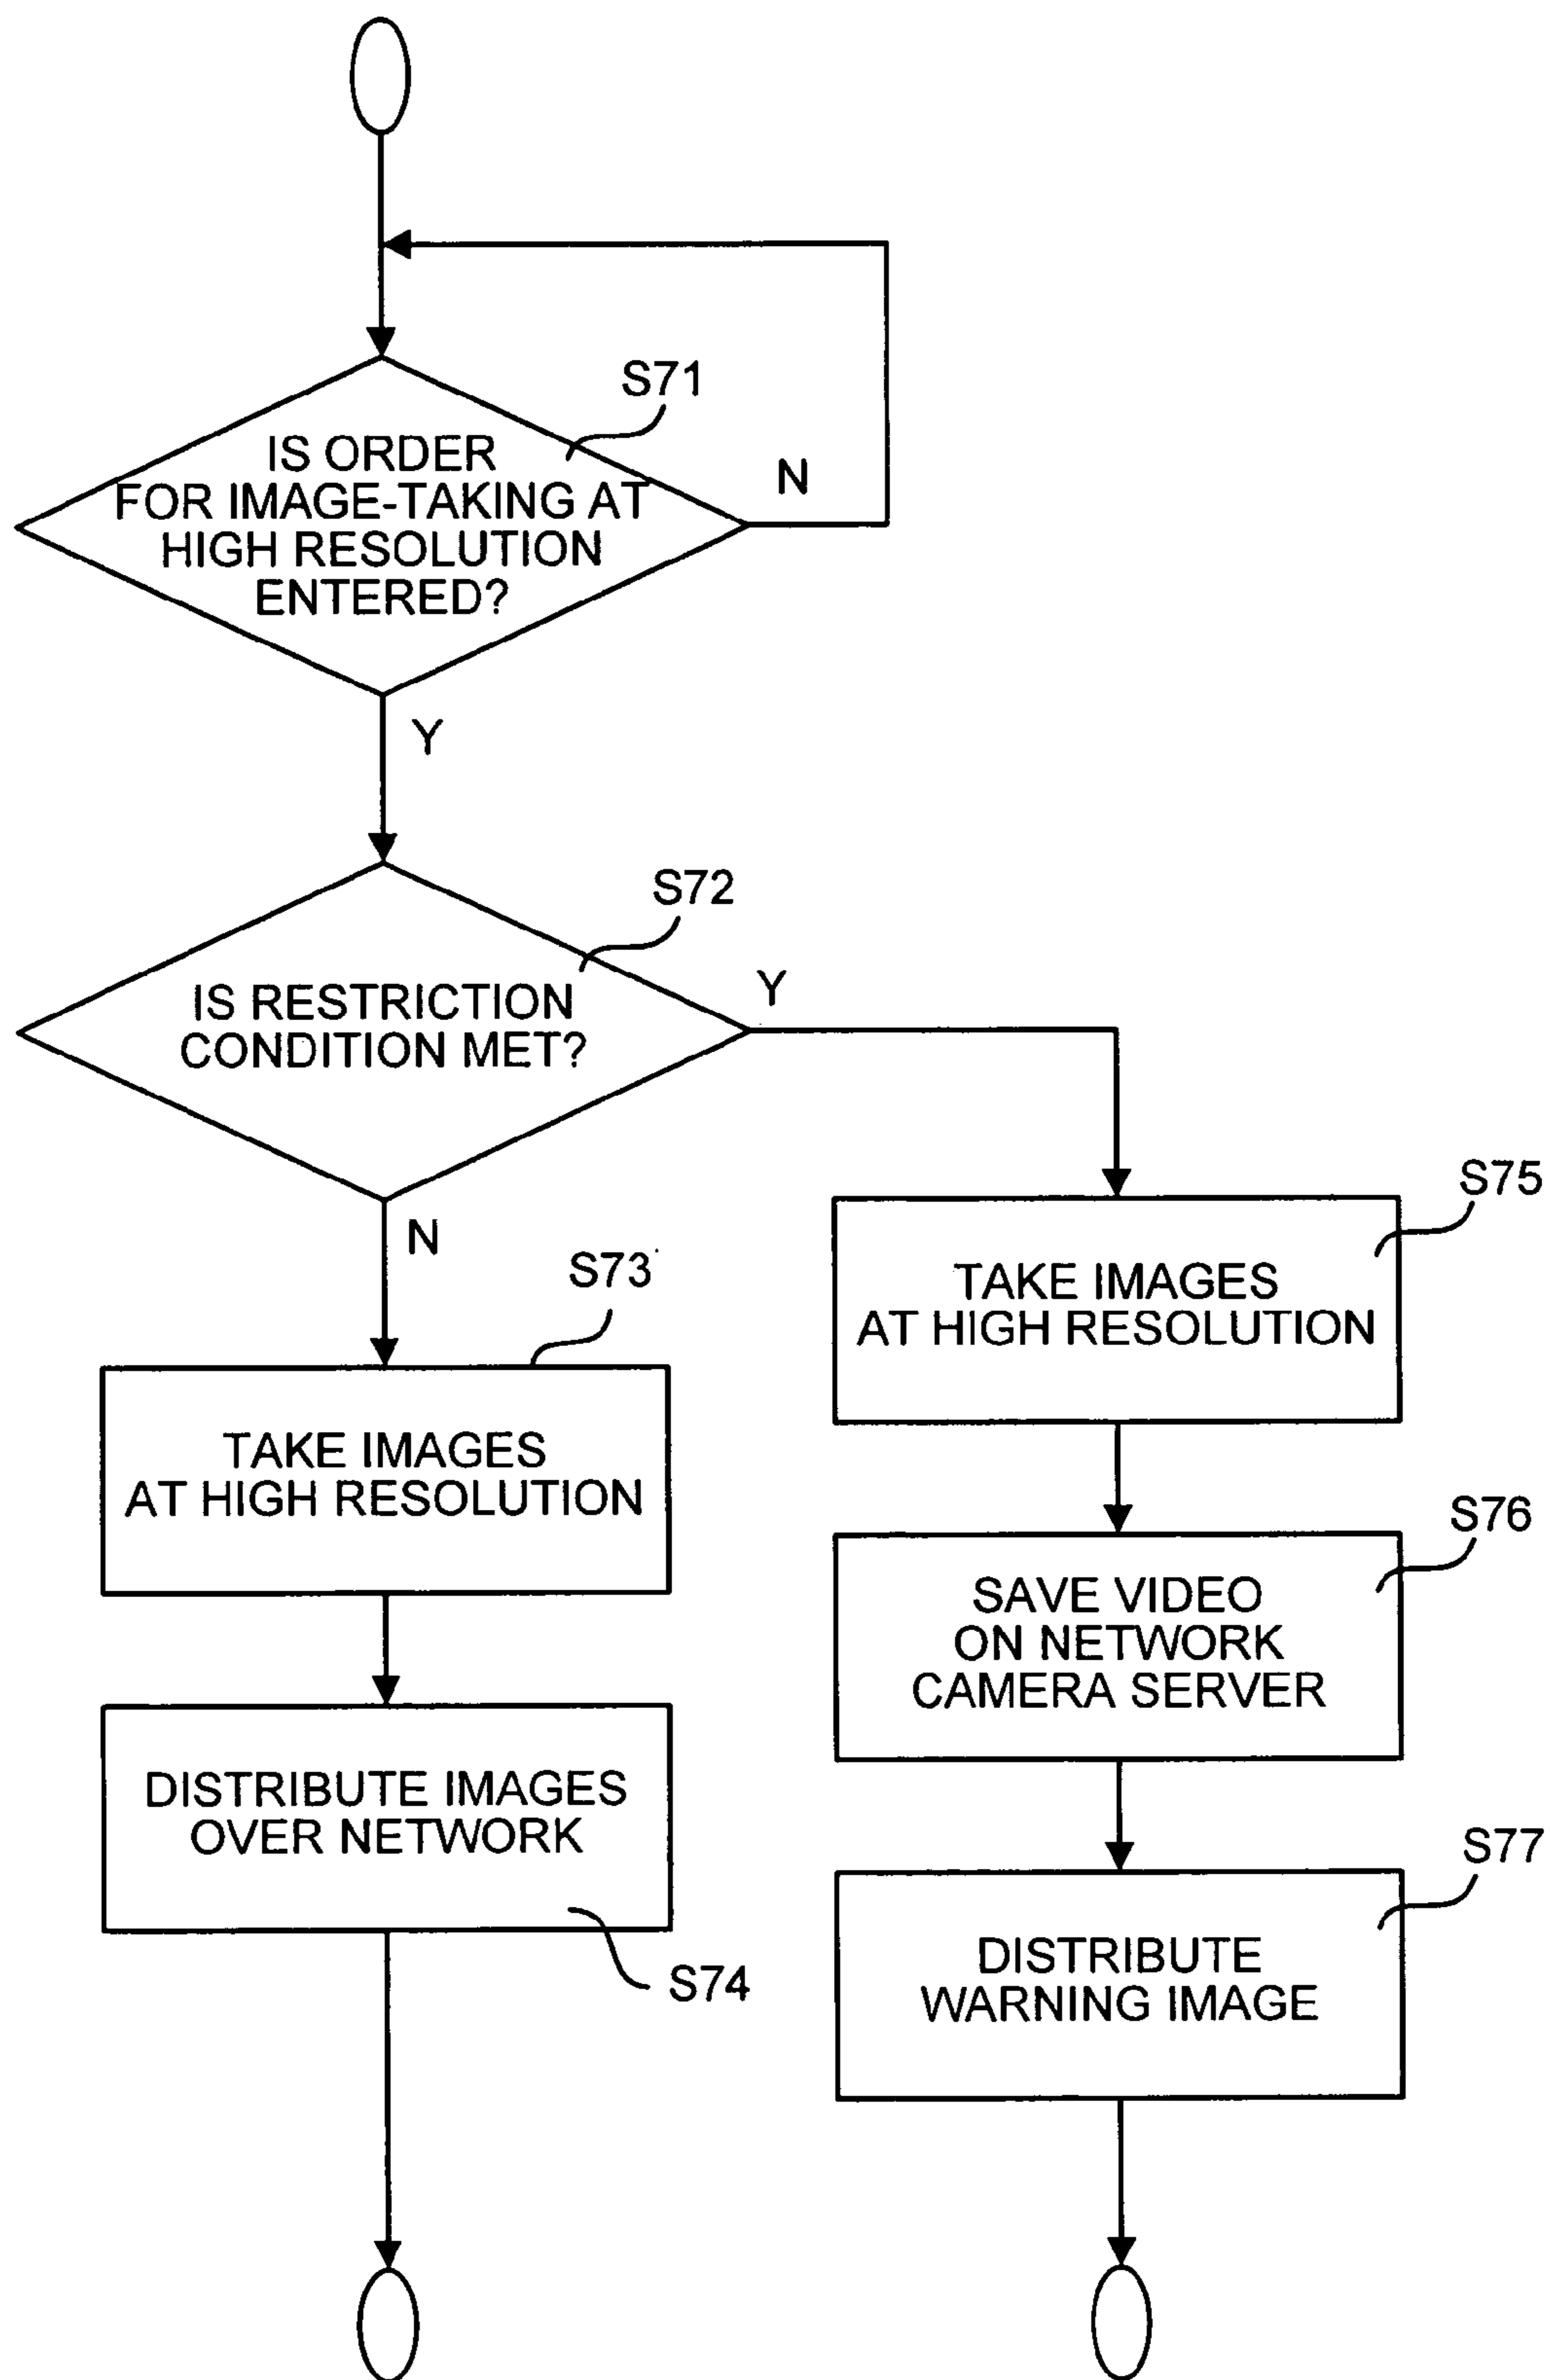 S71
IS ORDER
FOR IMAGE-TAKING AT
HIGH RESOLUTION
ENTERED?
N
Y
S72
IS RESTRICTION
CONDITION MET?
Y
N
S73
TAKE IMAGES
AT HIGH RESOLUTION
DISTRIBUTE IMAGES
OVER NETWORK
S74
S75
TAKE IMAGES
AT HIGH RESOLUTION
S76
SAVE VIDEO
ON NETWORK
CAMERA SERVER
S77
DISTRIBUTE
WARNING IMAGE